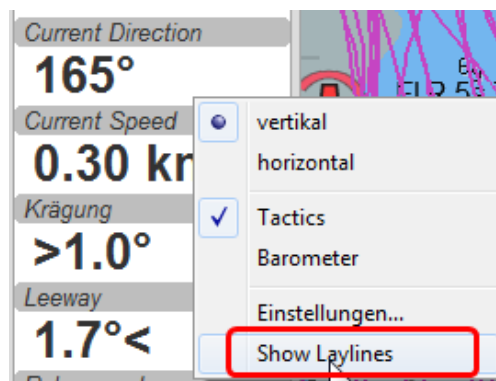 Current Direction
165°
Current Speed
0.30 kn
Krägung
>1.0°
Leeway
1.7°<
vertikal
horizontal
Tactics
Barometer
Einstellungen...
Show Laylines